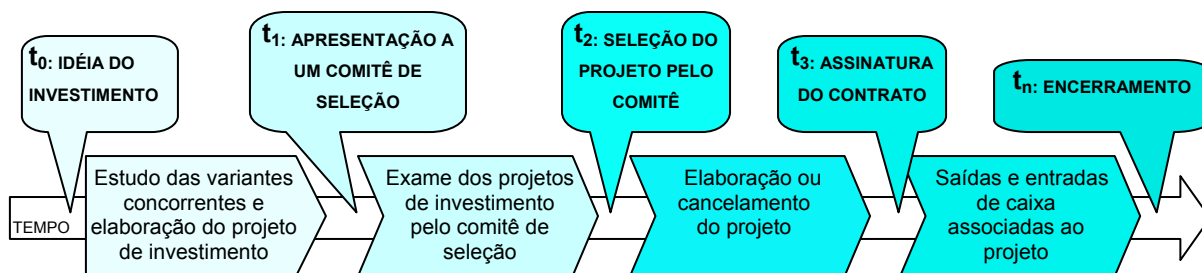 t0: IDÉIA DO
INVESTIMENTO
t1: APRESENTAÇÃO A
UM COMITÊ DE
SELEÇÃO
t2: SELEÇÃO DO
PROJETO PELO
COMITÊ
t3: ASSINATURA
DO CONTRATO
tn: ENCERRAMENTO
TEMPO
Estudo das variantes
concorrentes e
elaboração do projeto
de investimento
Exame dos projetos
de investimento
pelo comitê de
seleção
Elaboração ou
cancelamento
do projeto
Saídas e entradas
de caixa
associadas ao
projeto